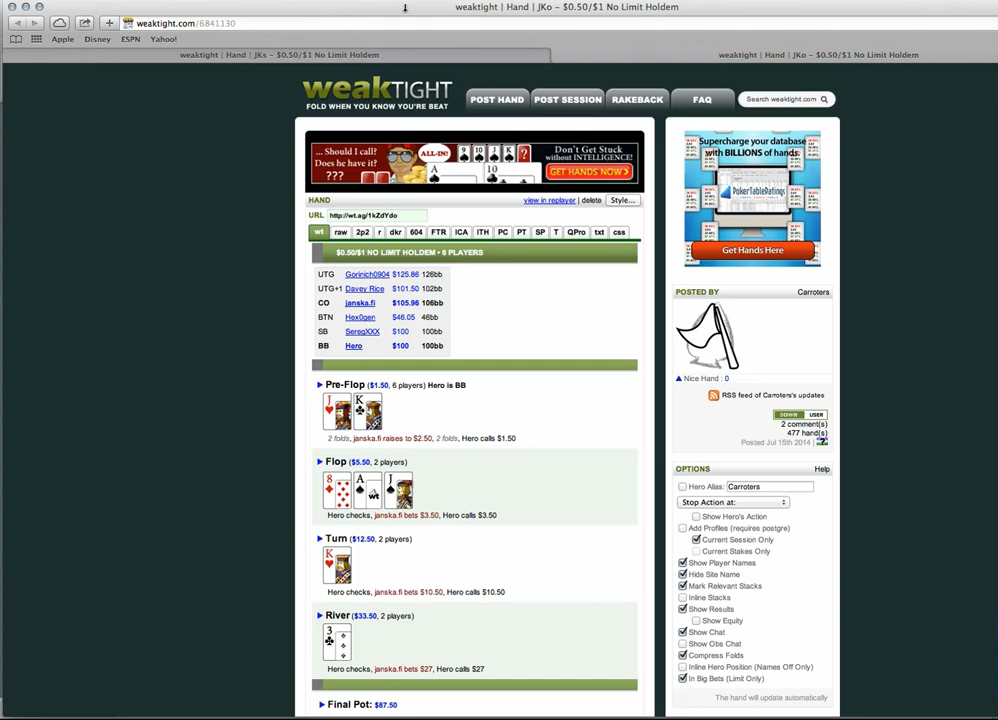 weaktight | Hand | JKo – $0.50/$1 No Limit Holdem
weaktight.com/6841130
Apple Disney ESPN Yahoo!
weaktight | Hand | JKs – $0.50/$1 No Limit Holdem
weaktight | Hand | JKo – $0.50/$1 No Limit Holdem
weakTIGHT
FOLD WHEN YOU KNOW YOU'RE BEAT
POST HAND
POST SESSION
RAKEBACK
FAQ
Search weaktight.com
... Should I call?
Does he have it?
???
ALL-IN!
9 10 J K ?
A 10
Don't Get Stuck
without INTELLIGENCE!
GET HANDS NOW
HAND
view in replayer | delete
Style...
URL http://wt.ag/1kZdYdo
wt raw 2p2 r dkr 604 FTR ICA ITH PC PT SP T QPro txt css
$0.50/$1 NO LIMIT HOLDEM • 6 PLAYERS
UTG Gorinich0904 $125.86 126bb
UTG+1 Davey Rice $101.50 102bb
CO janska.fi $105.96 106bb
BTN Hex0gen $46.05 46bb
SB SereqXXX $100 100bb
BB Hero $100 100bb
Pre-Flop ($1.50, 6 players) Hero is BB
J K
2 folds, janska.fi raises to $2.50, 2 folds, Hero calls $1.50
Flop ($5.50, 2 players)
8 A J
wt
Hero checks, janska.fi bets $3.50, Hero calls $3.50
Turn ($12.50, 2 players)
K
Hero checks, janska.fi bets $10.50, Hero calls $10.50
River ($33.50, 2 players)
3
Hero checks, janska.fi bets $27, Hero calls $27
Final Pot: $87.50
Supercharge your database
with BILLIONS of hands.
PokerTableRatings
Get Hands Here
POSTED BY Carroters
Nice Hand : 0
RSS feed of Carroters's updates
DONHR USER
2 comment(s)
477 hand(s)
Posted Jul 15th 2014
OPTIONS Help
Hero Alias: Carroters
Stop Action at:
Show Hero's Action
Add Profiles (requires postgre)
Current Session Only
Current Stakes Only
Show Player Names
Hide Site Name
Mark Relevant Stacks
Inline Stacks
Show Results
Show Equity
Show Chat
Show Obs Chat
Compress Folds
Inline Hero Position (Names Off Only)
In Big Bets (Limit Only)
The hand will update automatically